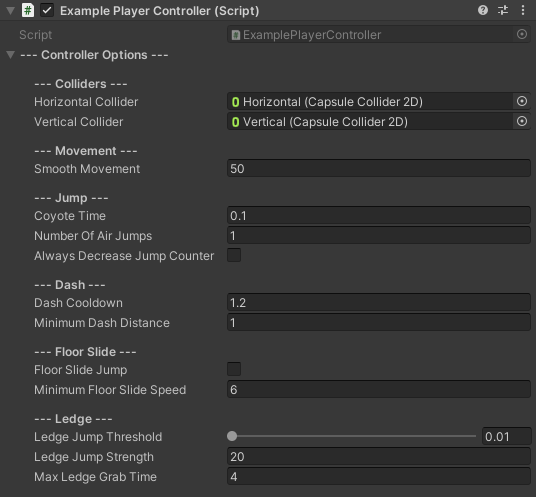 Example Player Controller (Script)
Script ExamplePlayerController
--- Controller Options ---
--- Colliders ---
Horizontal Collider Horizontal (Capsule Collider 2D)
Vertical Collider Vertical (Capsule Collider 2D)
--- Movement ---
Smooth Movement 50
--- Jump ---
Coyote Time 0.1
Number Of Air Jumps 1
Always Decrease Jump Counter
--- Dash ---
Dash Cooldown 1.2
Minimum Dash Distance 1
--- Floor Slide ---
Floor Slide Jump
Minimum Floor Slide Speed 6
--- Ledge ---
Ledge Jump Threshold 0.01
Ledge Jump Strength 20
Max Ledge Grab Time 4